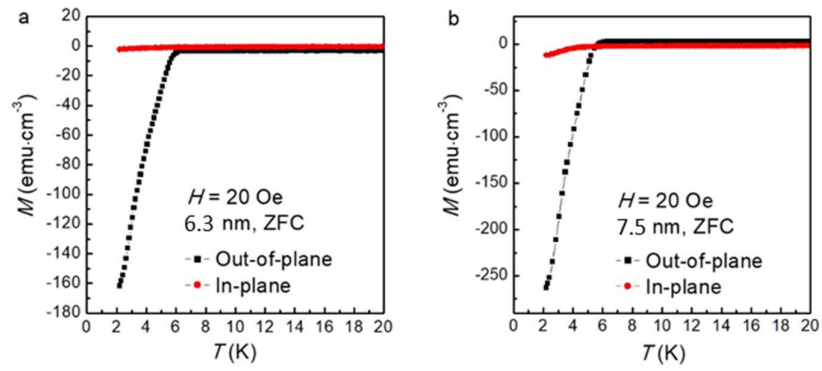 a
20
0
-20
-40
-60
-80
-100
-120
-140
-160
-180
M (emu·cm-3)
H = 20 Oe
6.3 nm, ZFC
Out-of-plane
In-plane
0 2 4 6 8 10 12 14 16 18 20
T (K)
b
0
-50
-100
-150
-200
-250
M (emu·cm-3)
H = 20 Oe
7.5 nm, ZFC
Out-of-plane
In-plane
0 2 4 6 8 10 12 14 16 18 20
T (K)